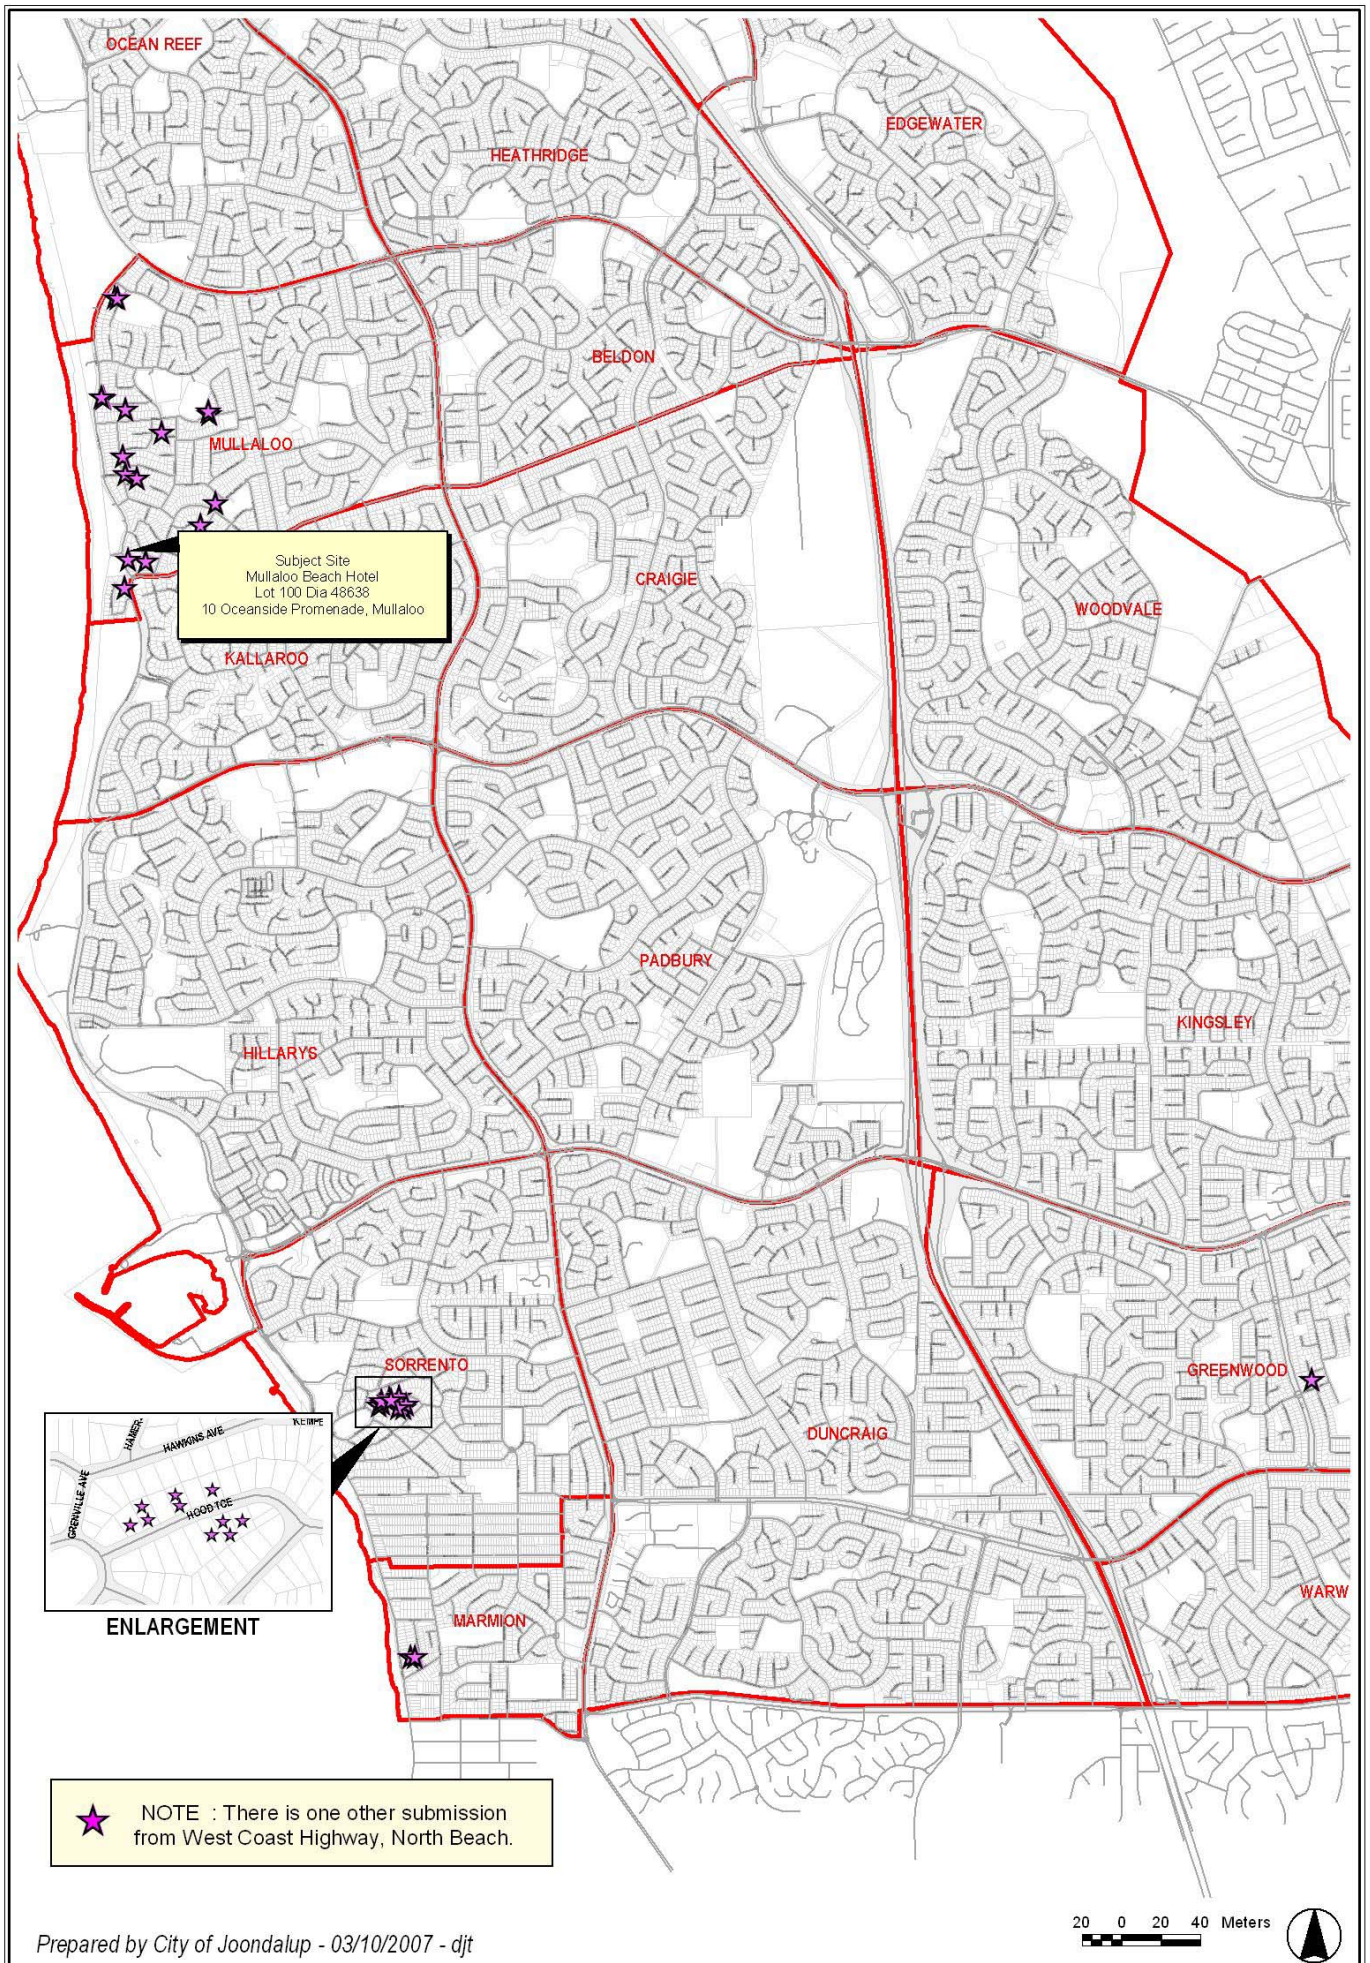 OCEAN REEF
EDGEWATER
HEATHRIDGE
BELDON
MULLALOO
Subject Site
Mullaloo Beach Hotel
Lot 100 Dia 48638
10 Oceanside Promenade, Mullaloo
CRAIGIE
WOODVALE
KALLAROO
PADBURY
KINGSLEY
HILLARYS
SORRENTO
GREENWOOD
DUNCRAIG
HAWKINS AVE
GRENVILLE AVE
HOOD TCE
ENLARGEMENT
WARW
MARMION
NOTE : There is one other submission
from West Coast Highway, North Beach.
20 0 20 40 Meters
Prepared by City of Joondalup - 03/10/2007 - djt